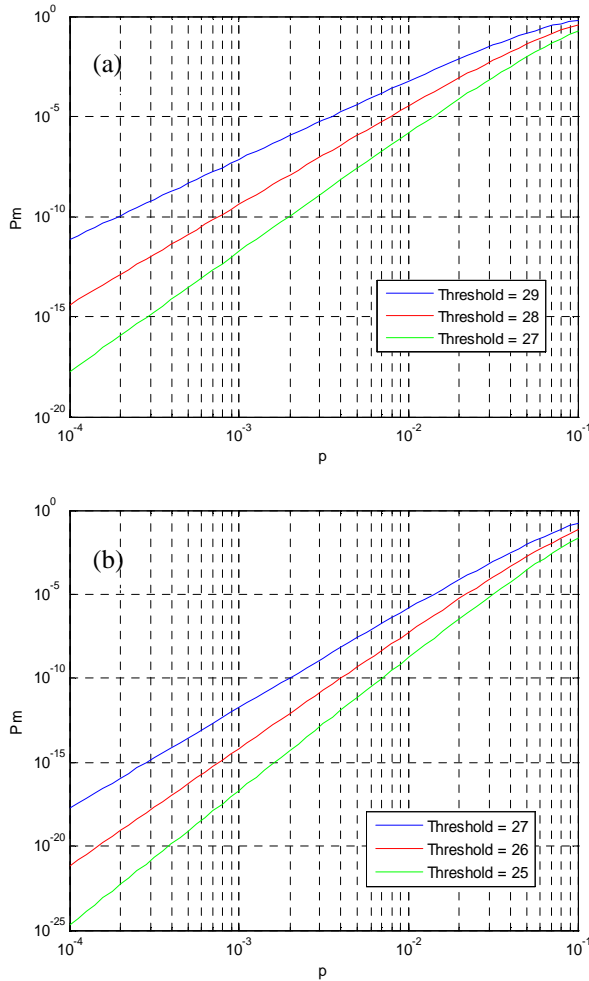 10^0
(a)
10^-5
Pm
10^-10
Threshold = 29
Threshold = 28
10^-15
Threshold = 27
10^-20
10^-4 10^-3 10^-2 10^-1
p
10^0
(b)
10^-5
10^-10
Pm
10^-15
Threshold = 27
10^-20
Threshold = 26
Threshold = 25
10^-25
10^-4 10^-3 10^-2 10^-1
p